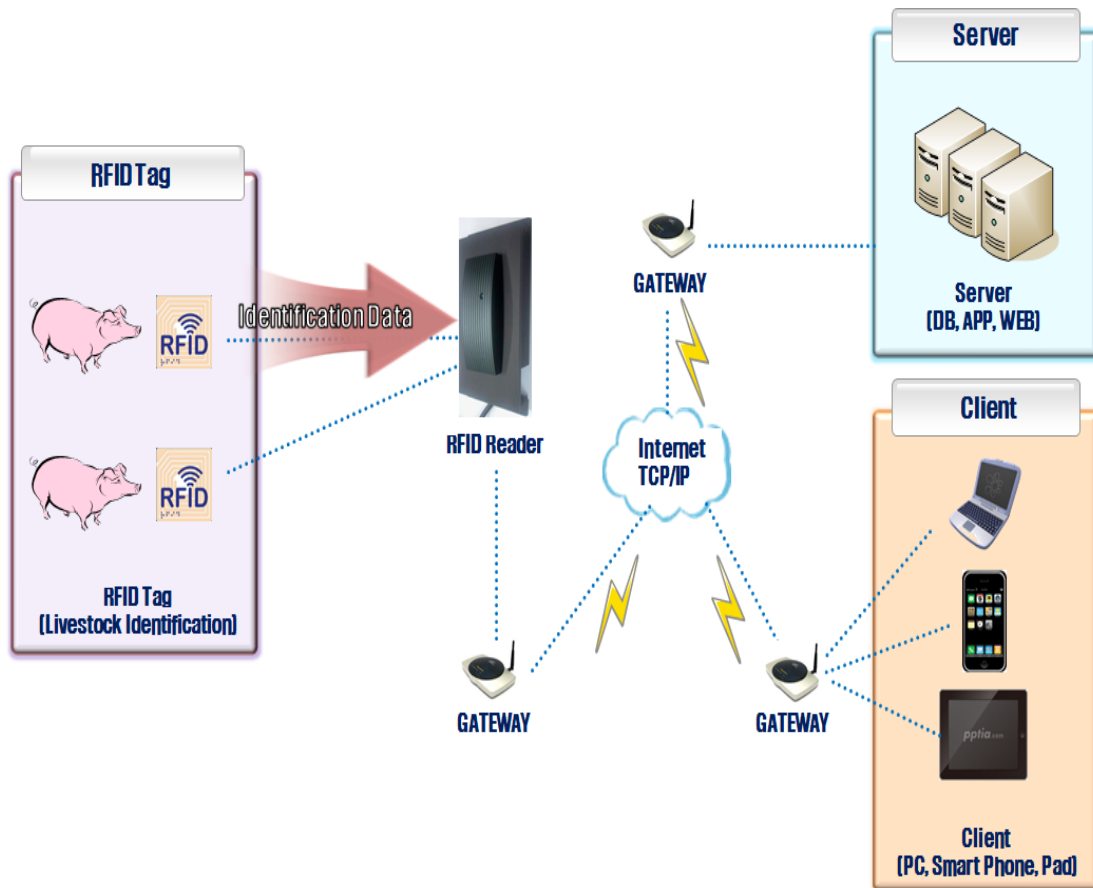 RFID Tag
Identification Data
RFID
RFID
RFID Tag
(Livestock Identification)
RFID Reader
GATEWAY
GATEWAY
Internet
TCP/IP
GATEWAY
Server
Server
(DB, APP, WEB)
Client
pptia.com
Client
(PC, Smart Phone, Pad)